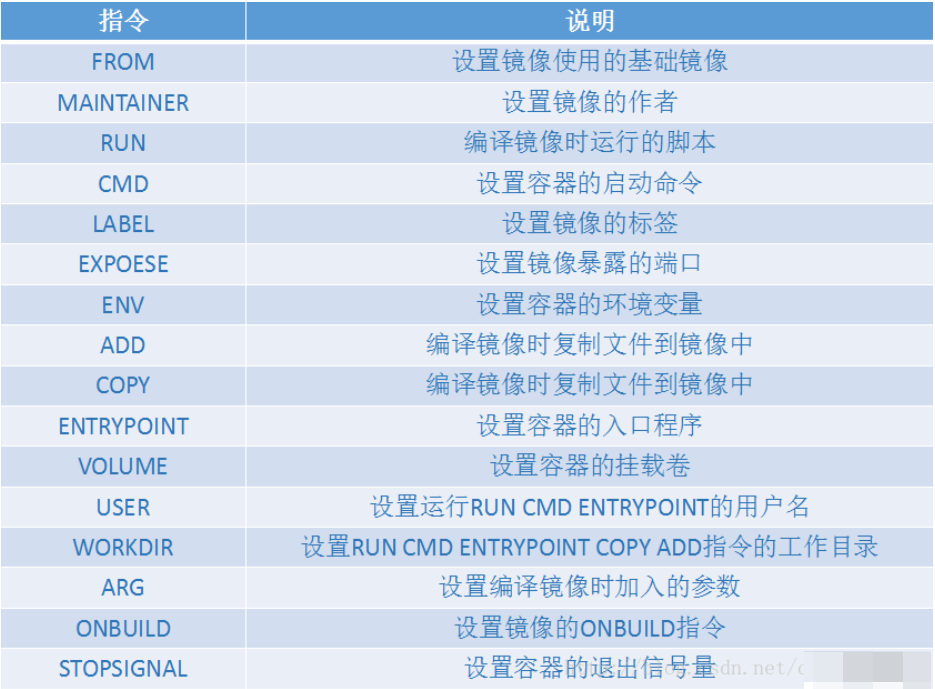 指令 说明
FROM 设置镜像使用的基础镜像
MAINTAINER 设置镜像的作者
RUN 编译镜像时运行的脚本
CMD 设置容器的启动命令
LABEL 设置镜像的标签
EXPOESE 设置镜像暴露的端口
ENV 设置容器的环境变量
ADD 编译镜像时复制文件到镜像中
COPY 编译镜像时复制文件到镜像中
ENTRYPOINT 设置容器的入口程序
VOLUME 设置容器的挂载卷
USER 设置运行RUN CMD ENTRYPOINT的用户名
WORKDIR 设置RUN CMD ENTRYPOINT COPY ADD指令的工作目录
ARG 设置编译镜像时加入的参数
ONBUILD 设置镜像的ONBUILD指令
STOPSIGNAL 设置容器的退出信号量